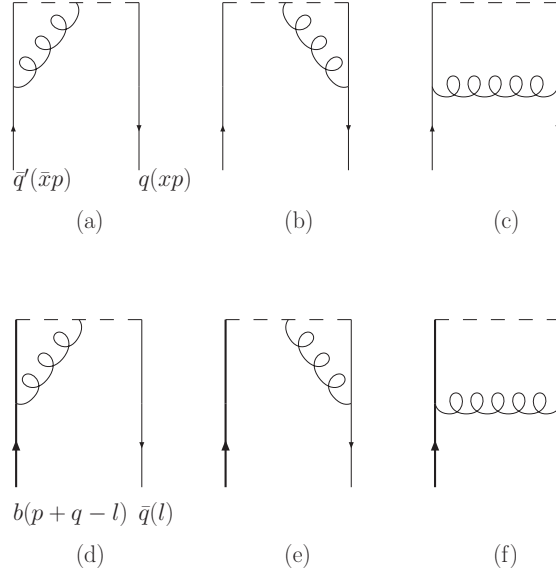 q̄′(x̄p) q(xp)
(a) (b) (c)
b(p + q − l) q̄(l)
(d) (e) (f)